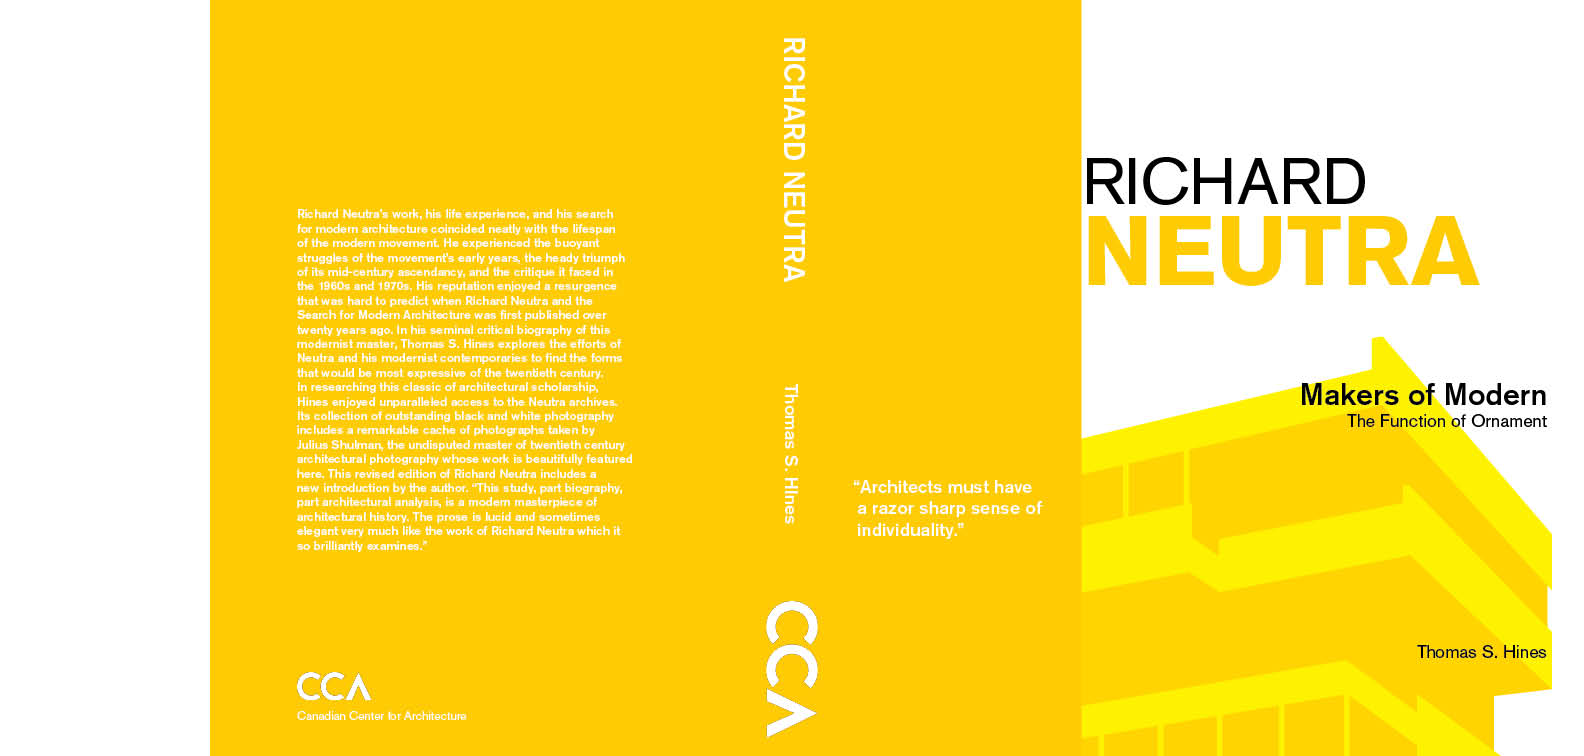 Richard Neutra's work, his life experience, and his search
for modern architecture coincided neatly with the lifespan
of the modern movement. He experienced the buoyant
struggles of the movement's early years, the heady triumph
of its mid-century ascendancy, and the critique it faced in
the 1960s and 1970s. His reputation enjoyed a resurgence
that was hard to predict when Richard Neutra and the
Search for Modern Architecture was first published over
twenty years ago. In his seminal critical biography of this
modernist master, Thomas S. Hines explores the efforts of
Neutra and his modernist contemporaries to find the forms
that would be most expressive of the twentieth century.
In researching this classic of architectural scholarship,
Hines enjoyed unparalleled access to the Neutra archives.
Its collection of outstanding black and white photography
includes a remarkable cache of photographs taken by
Julius Shulman, the undisputed master of twentieth century
architectural photography whose work is beautifully featured
here. This revised edition of Richard Neutra includes a
new introduction by the author. "This study, part biography,
part architectural analysis, is a modern masterpiece of
architectural history. The prose is lucid and sometimes
elegant very much like the work of Richard Neutra which it
so brilliantly examines."
CCA
Canadian Center for Architecture
RICHARD NEUTRA
Thomas S. HInes
CCA
“Architects must have
a razor sharp sense of
individuality.”
RICHARD
NEUTRA
Makers of Modern
The Function of Ornament
Thomas S. Hines